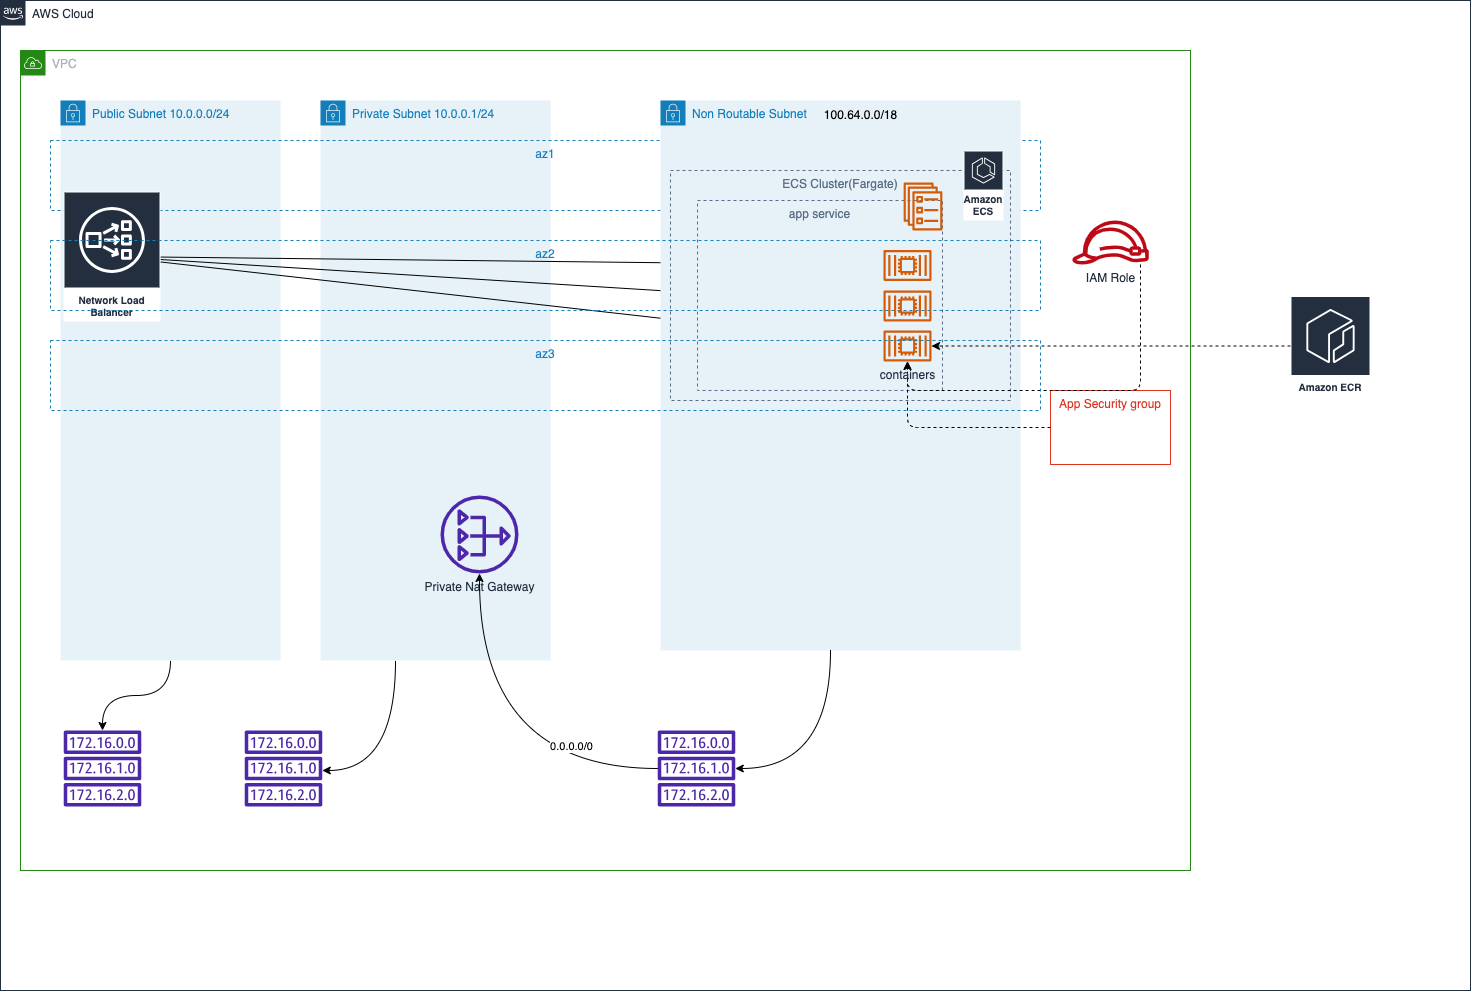 aws
AWS Cloud
VPC
Public Subnet 10.0.0.0/24
Private Subnet 10.0.0.1/24
Non Routable Subnet
100.64.0.0/18
az1
ECS Cluster(Fargate)
Amazon
ECS
app service
az2
IAM Role
Network Load
Balancer
az3
containers
Amazon ECR
App Security group
Private Nat Gateway
0.0.0.0/0
172.16.0.0
172.16.1.0
172.16.2.0
172.16.0.0
172.16.1.0
172.16.2.0
172.16.0.0
172.16.1.0
172.16.2.0